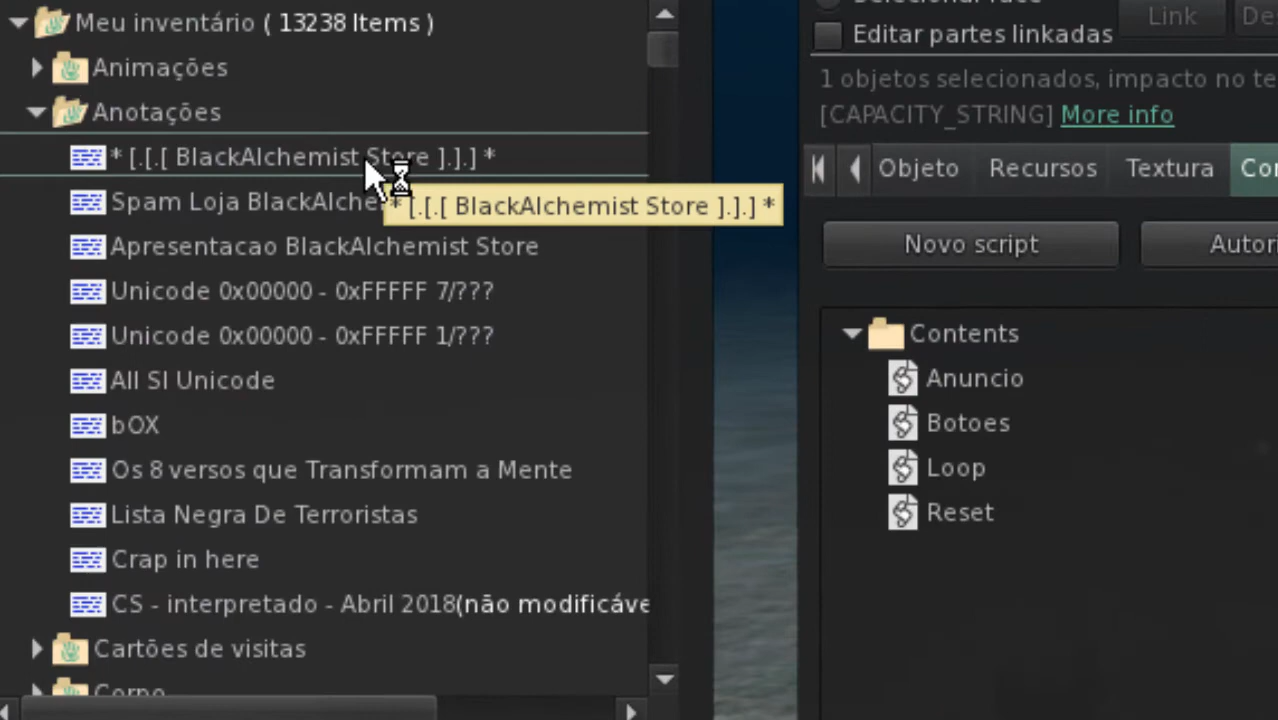 Meu inventário ( 13238 Items )
Animações
Anotações
* [.[.[ BlackAlchemist Store ].].] *
Spam Loja
* [.[.[ BlackAlchemist Store ].].] *
Apresentacao BlackAlchemist Store
Unicode 0x00000 - 0xFFFFF 7/???
Unicode 0x00000 - 0xFFFFF 1/???
All Sl Unicode
bOX
Os 8 versos que Transformam a Mente
Lista Negra De Terroristas
Crap in here
CS - interpretado - Abril 2018(não
Cartões de visitas
Corpo
Link
Editar partes linkadas
1 objetos selecionados, impacto no
[CAPACITY_STRING] More info
Objeto Recursos Textura
Novo script
Contents
Anuncio
Botoes
Loop
Reset